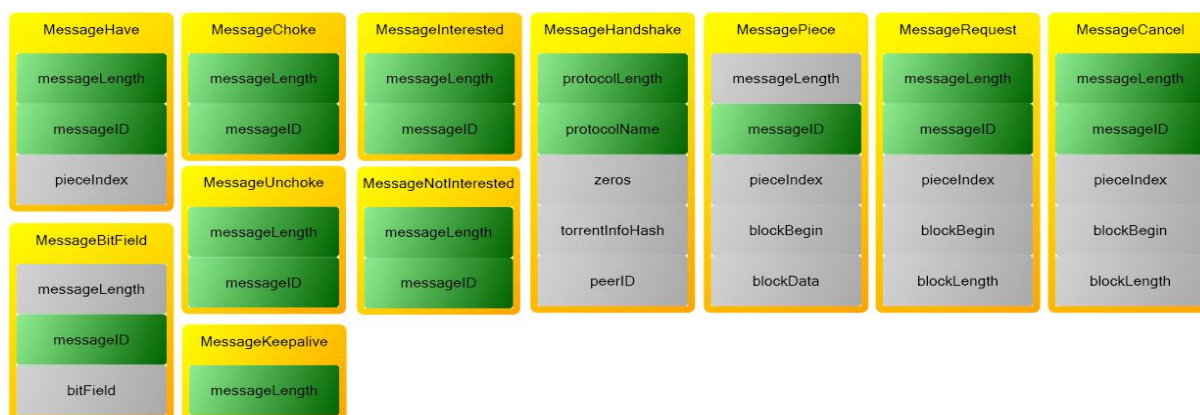 MessageHave
messageLength
messageID
pieceIndex
MessageBitField
messageLength
messageID
bitField
MessageChoke
messageLength
messageID
MessageUnchoke
messageLength
messageID
MessageKeepalive
messageLength
MessageInterested
messageLength
messageID
MessageNotInterested
messageLength
messageID
MessageHandshake
protocolLength
protocolName
zeros
torrentInfoHash
peerID
MessagePiece
messageLength
messageID
pieceIndex
blockBegin
blockData
MessageRequest
messageLength
messageID
pieceIndex
blockBegin
blockLength
MessageCancel
messageLength
messageID
pieceIndex
blockBegin
blockLength